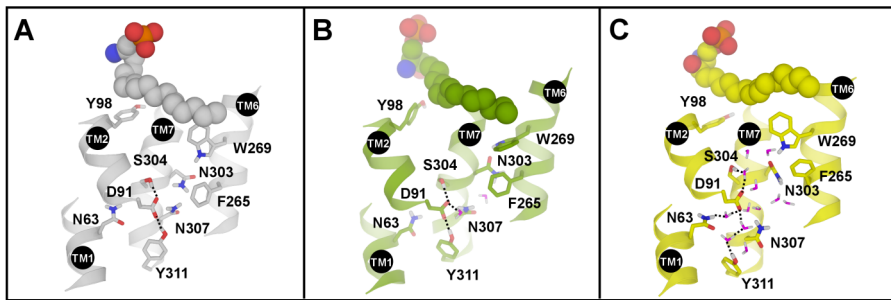 A
Y98
TM6
TM2
TM7
W269
S304
N303
D91
F265
N63
N307
TM1
Y311
B
Y98
TM6
TM2
TM7
W269
S304
N303
D91
F265
N63
N307
TM1
Y311
C
Y98
TM6
TM2
TM7
W269
S304
F265
D91
N303
N63
N307
TM1
Y311